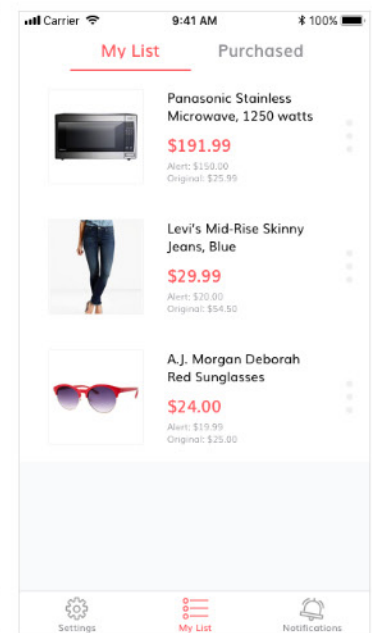 Carrier 9:41 AM 100%
My List Purchased
Panasonic Stainless
Microwave, 1250 watts
$191.99
Alert: $150.00
Original: $25.99
Levi's Mid-Rise Skinny
Jeans, Blue
$29.99
Alert: $20.00
Original: $54.50
A.J. Morgan Deborah
Red Sunglasses
$24.00
Alert: $19.99
Original: $25.00
Settings My List Notifications